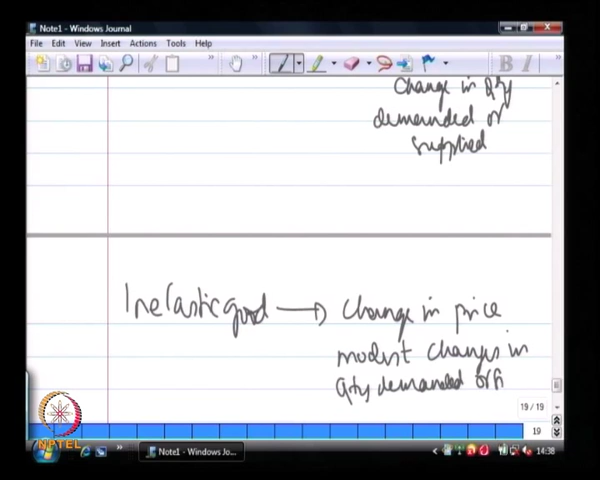 Note1 - Windows Journal
File Edit View Insert Actions Tools Help
B I
Change in Qty
demanded or
supplied
Inelastic good → Change in price
modest changes in
Qty demanded or
19 / 19
19
NPTEL
Note1 - Windows Jo...
14:38